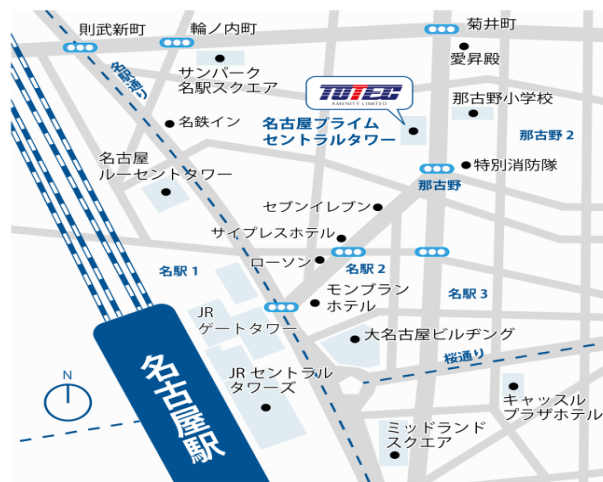 則武新町
輪ノ内町
菊井町
愛昇殿
サンパーク
名駅スクエア
名駅通り
TUTEC
AMENITY LIMITED
那古野小学校
名鉄イン
名古屋プライム
セントラルタワー
那古野 2
名古屋
ルーセントタワー
特別消防隊
那古野
セブンイレブン
サイプレスホテル
ローソン
名駅 1
名駅 2
名駅 3
モンブラン
ホテル
JR
ゲートタワー
大名古屋ビルヂング
桜通り
JR セントラル
タワーズ
N
名古屋駅
キャッスル
プラザホテル
ミッドランド
スクエア